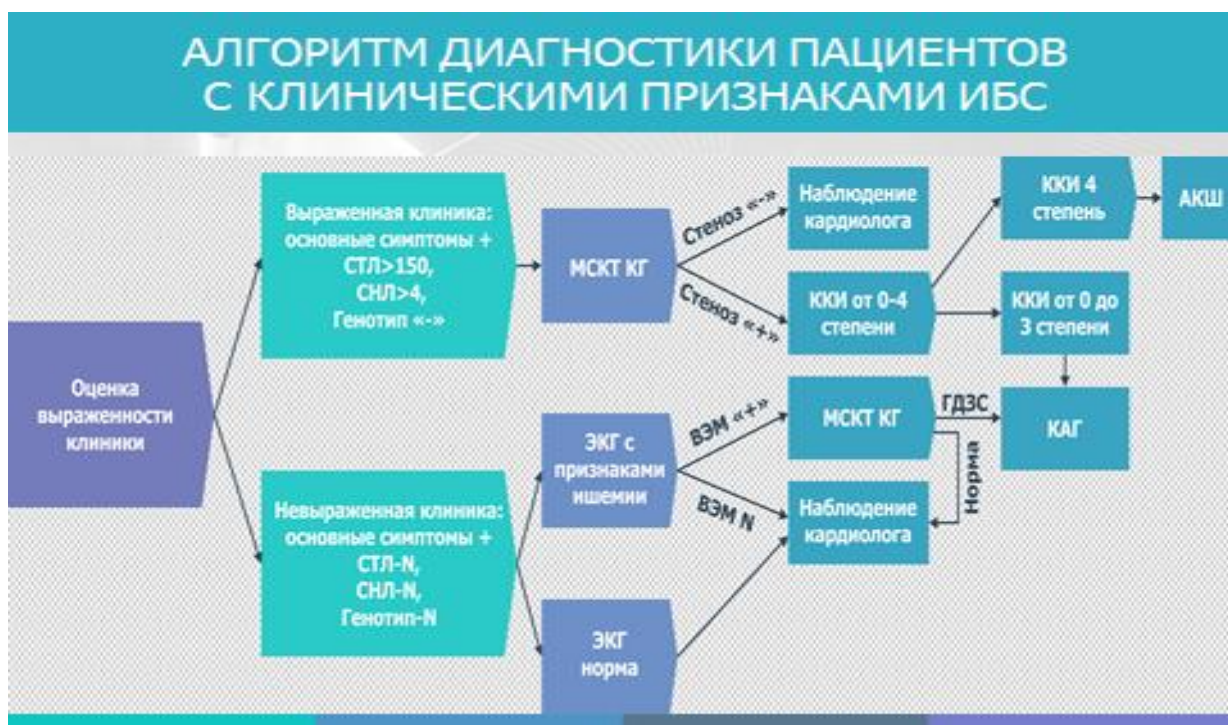 АЛГОРИТМ ДИАГНОСТИКИ ПАЦИЕНТОВ
С КЛИНИЧЕСКИМИ ПРИЗНАКАМИ ИБС
Оценка
выраженности
клиники
Выраженная клиника:
основные симптомы +
СТЛ>150,
СНЛ>4,
Генотип «-»
Невыраженная клиника:
основные симптомы +
СТЛ-N,
СНЛ-N,
Генотип-N
МСКТ КГ
ЭКГ с
признаками
ишемии
ЭКГ
норма
Стеноз «-»
Стеноз «+»
ВЭМ «+»
ВЭМ N
Наблюдение
кардиолога
ККИ от 0-4
степени
МСКТ КГ
Наблюдение
кардиолога
ГДЗС
Норма
ККИ 4
степень
ККИ от 0 до
3 степени
КАГ
АКШ